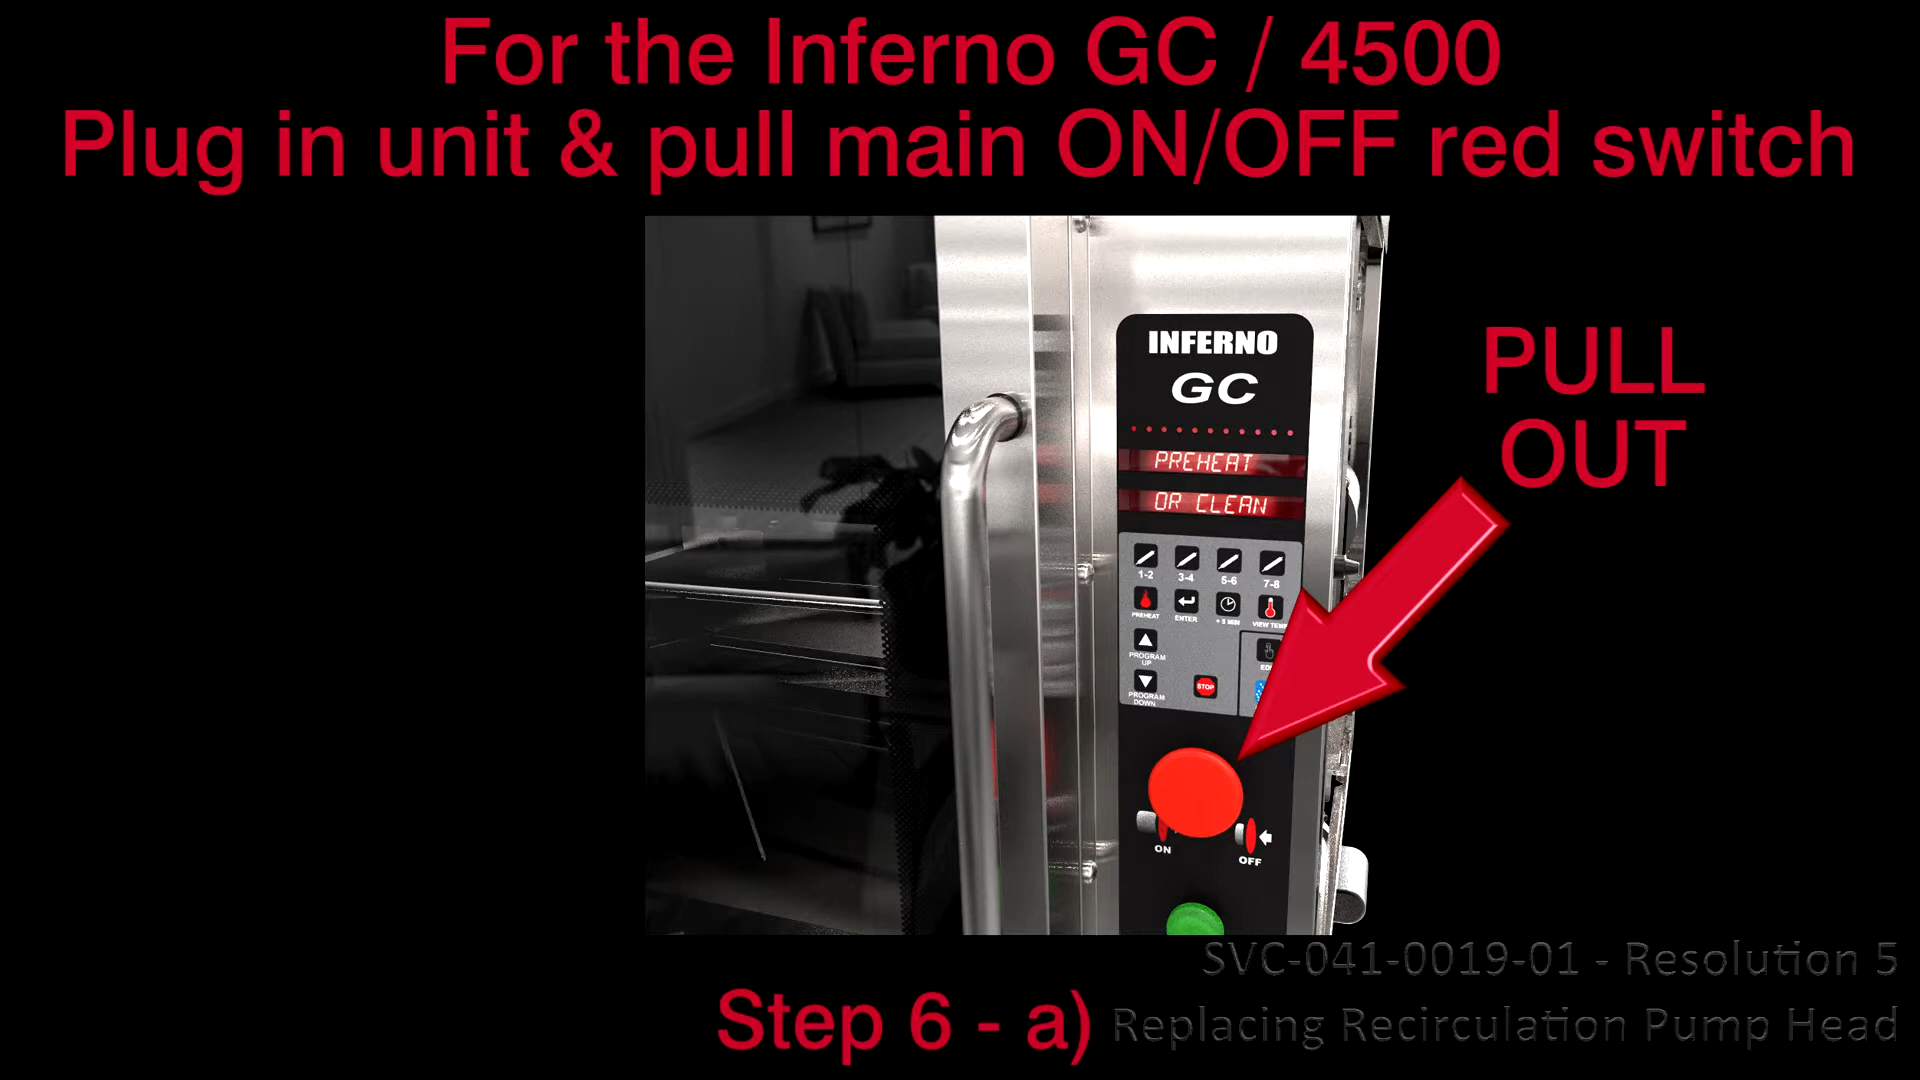 For the Inferno GC / 4500
Plug in unit & pull main ON/OFF red switch
PULL
OUT
INFERNO
GC
PREHEAT
OR CLEAN
1-2 3-4 5-6 7-8
PREHEAT ENTER + 5 MIN VIEW
PROGRAM
UP
STOP
PROGRAM
DOWN
ON
OFF
SVC-041-0019-01 - Resolution 5
Step 6 - a)
Replacing Recirculation Pump Head